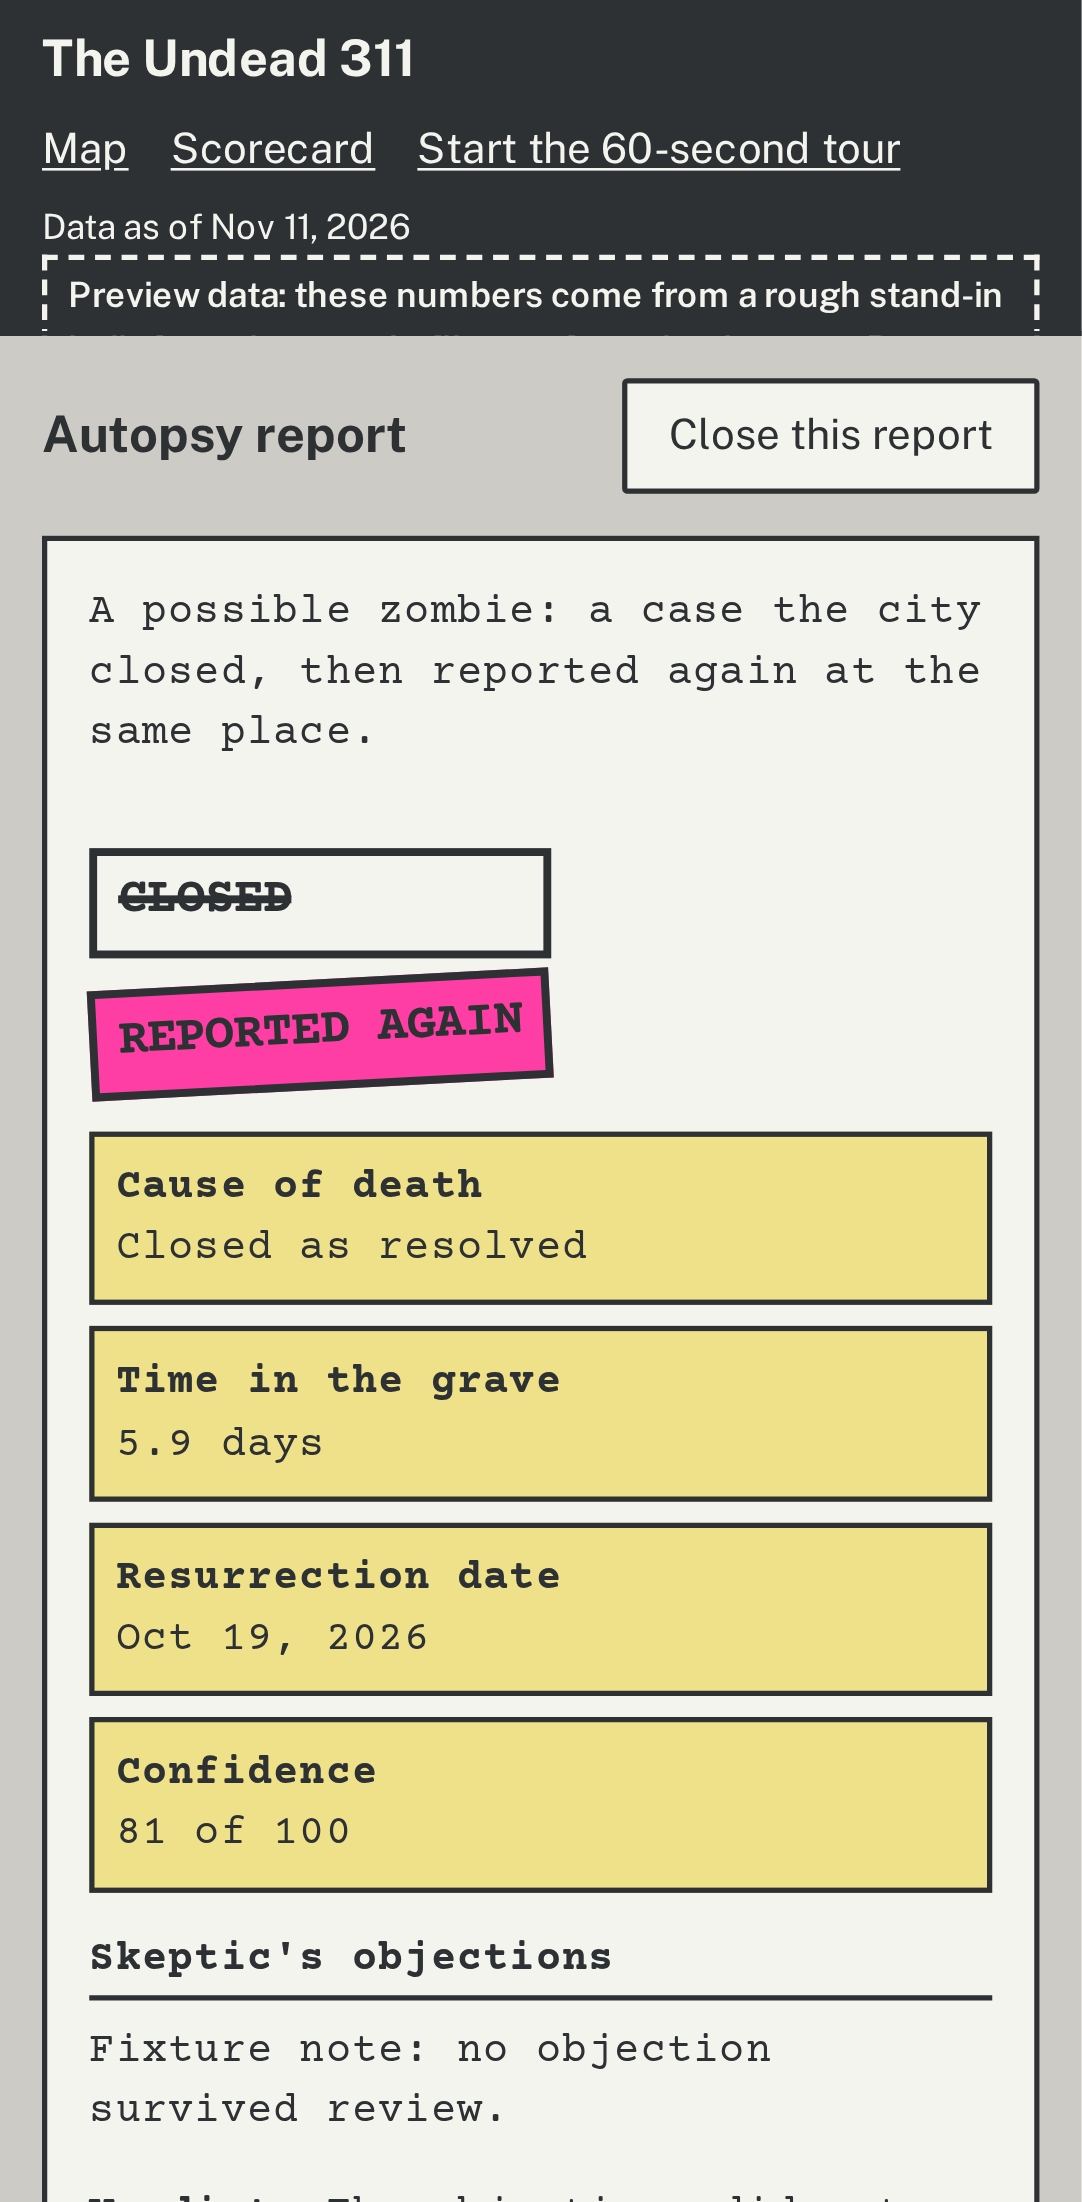 The Undead 311
Map Scorecard Start the 60-second tour
Data as of Nov 11, 2026
Preview data: these numbers come from a rough stand-in
Autopsy report
Close this report
A possible zombie: a case the city
closed, then reported again at the
same place.
CLOSED
REPORTED AGAIN
Cause of death
Closed as resolved
Time in the grave
5.9 days
Resurrection date
Oct 19, 2026
Confidence
81 of 100
Skeptic's objections
Fixture note: no objection
survived review.